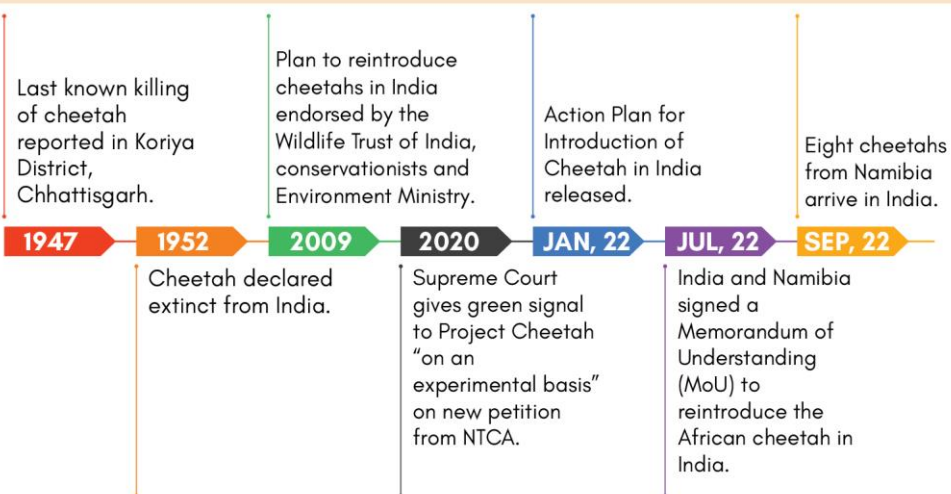 Last known killing
of cheetah
reported in Koriya
District,
Chhattisgarh.
1947
1952
Cheetah declared
extinct from India.
Plan to reintroduce
cheetahs in India
endorsed by the
Wildlife Trust of India,
conservationists and
Environment Ministry.
2009
2020
Supreme Court
gives green signal
to Project Cheetah
“on an
experimental basis”
on new petition
from NTCA.
Action Plan for
Introduction of
Cheetah in India
released.
JAN, 22
JUL, 22
India and Namibia
signed a
Memorandum of
Understanding
(MoU) to
reintroduce the
African cheetah in
India.
Eight cheetahs
from Namibia
arrive in India.
SEP, 22